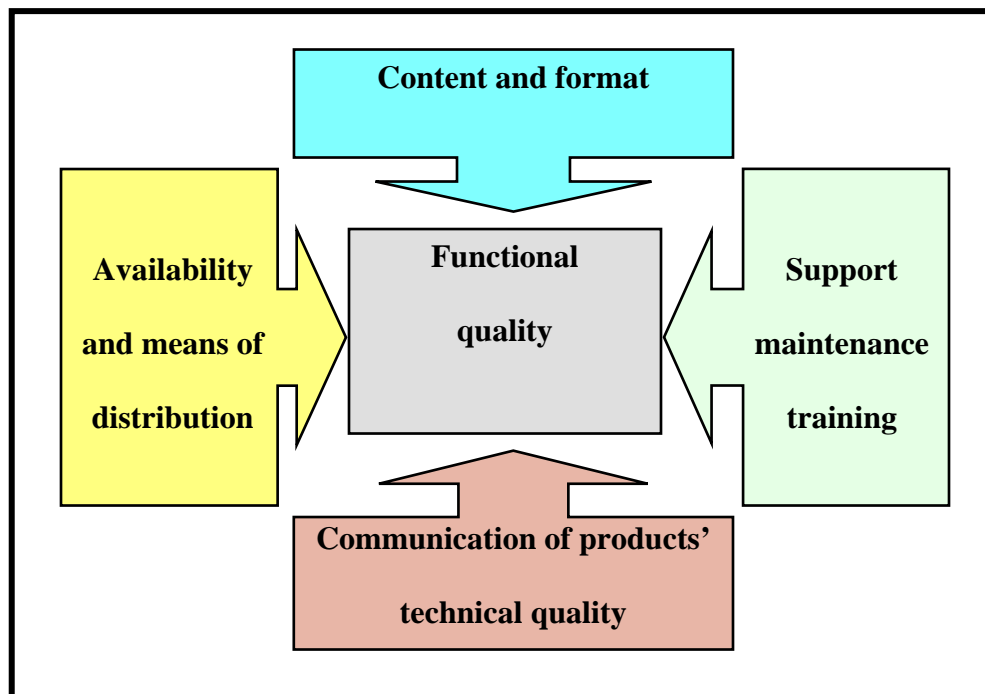 Content and format
Availability
and means of
distribution
Functional
quality
Support
maintenance
training
Communication of products’
technical quality